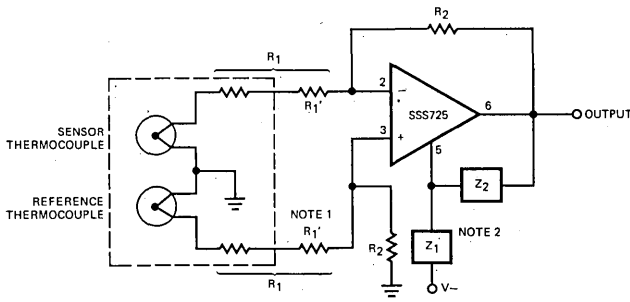 R2
R1
2
−
R1'
SSS725
6
OUTPUT
SENSOR
THERMOCOUPLE
3
+
5
Z2
REFERENCE
THERMOCOUPLE
NOTE 1
R1'
R2
Z1
NOTE 2
R1
V−